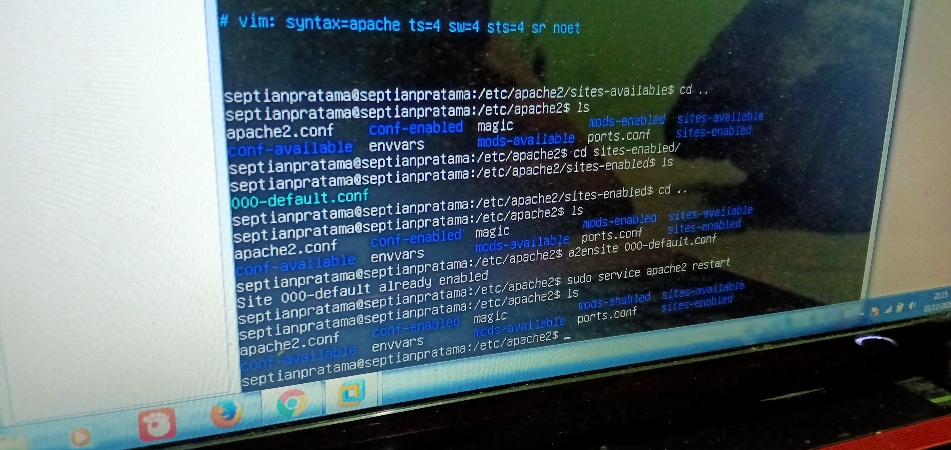 # vim: syntax=apache ts=4 sw=4 sts=4 sr noet
septianpratama@septianpratama:/etc/apache2/sites-available$ cd ..
septianpratama@septianpratama:/etc/apache2$ ls
apache2.conf conf-enabled magic mods-enabled sites-available
conf-available envvars mods-available ports.conf sites-enabled
septianpratama@septianpratama:/etc/apache2$ cd sites-enabled/
septianpratama@septianpratama:/etc/apache2/sites-enabled$ ls
000-default.conf
septianpratama@septianpratama:/etc/apache2/sites-enabled$ cd ..
septianpratama@septianpratama:/etc/apache2$ ls
apache2.conf conf-enabled magic mods-enabled sites-available
conf-available envvars mods-available ports.conf sites-enabled
septianpratama@septianpratama:/etc/apache2$ a2ensite 000-default.conf
Site 000-default already enabled
septianpratama@septianpratama:/etc/apache2$ sudo service apache2 restart
septianpratama@septianpratama:/etc/apache2$ ls
apache2.conf conf-enabled magic mods-enabled sites-available
conf-available envvars mods-available ports.conf sites-enabled
septianpratama@septianpratama:/etc/apache2$ _